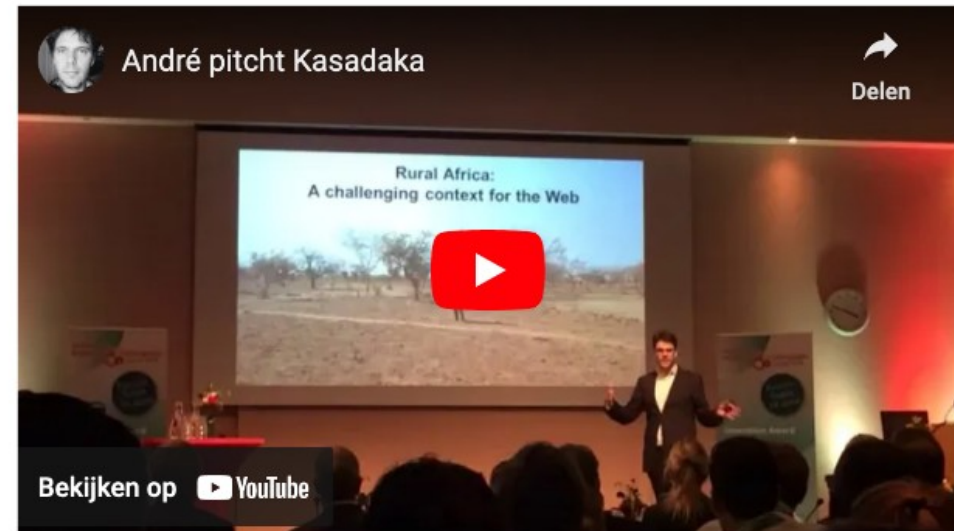 André pitcht Kasadaka
Delen
Rural Africa:
A challenging context for the Web
Bekijken op YouTube